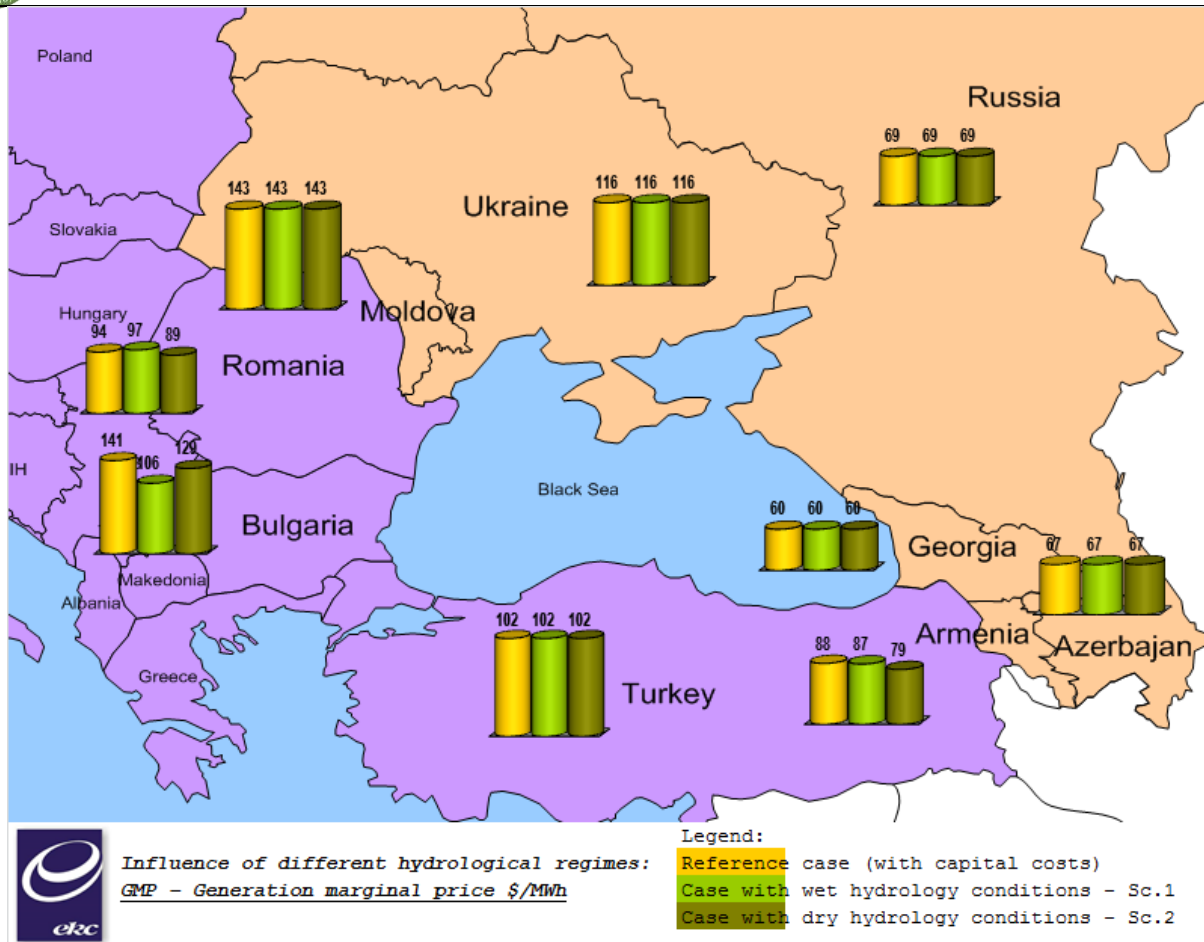 Poland
Russia
69 69 69
143 143 143
Ukraine
116 116 116
Slovakia
Moldova
Hungary
94 97 89
Romania
141 106 129
IH
Black Sea
Bulgaria
60 60 60
Georgia
67 67 67
Makedonia
Albania
102 102 102
Armenia
Azerbajan
88 87 79
Greece
Turkey
Legend:
Influence of different hydrological regimes:
GMP - Generation marginal price $/MWh
Reference case (with capital costs)
Case with wet hydrology conditions - Sc.1
Case with dry hydrology conditions - Sc.2
ekc